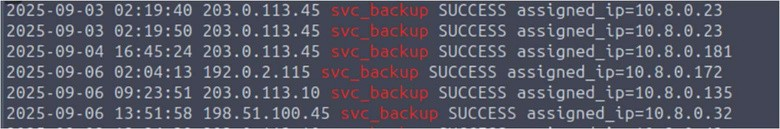 2025-09-03 02:19:40 203.0.113.45 svc_backup SUCCESS assigned_ip=10.8.0.23
2025-09-03 02:19:50 203.0.113.45 svc_backup SUCCESS assigned_ip=10.8.0.23
2025-09-04 16:45:24 203.0.113.45 svc_backup SUCCESS assigned_ip=10.8.0.181
2025-09-06 02:04:13 192.0.2.115 svc_backup SUCCESS assigned_ip=10.8.0.172
2025-09-06 09:23:51 203.0.113.10 svc_backup SUCCESS assigned_ip=10.8.0.135
2025-09-06 13:51:58 198.51.100.45 svc_backup SUCCESS assigned_ip=10.8.0.32